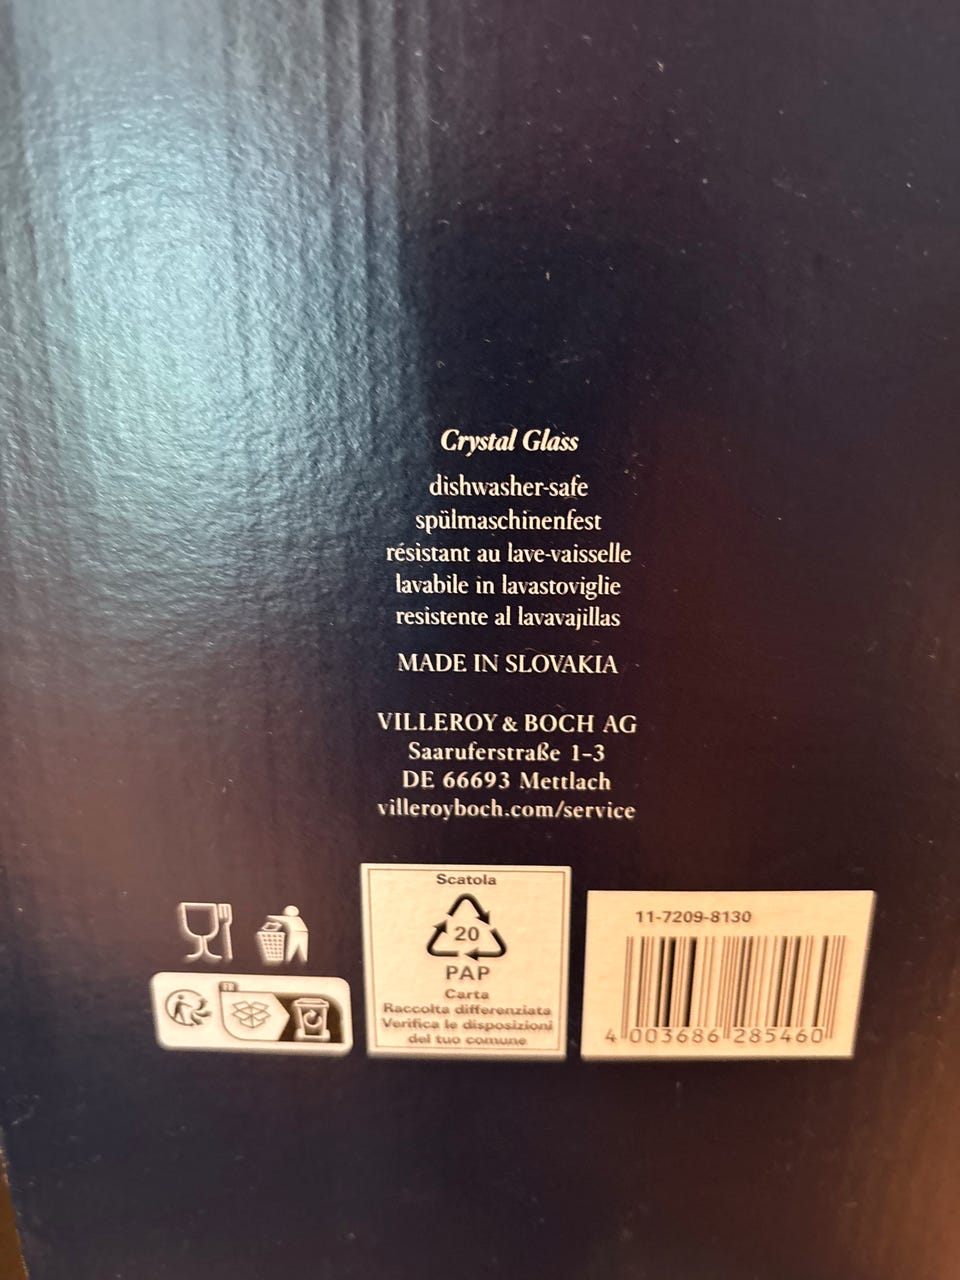 Crystal Glass
dishwasher-safe
spülmaschinenfest
résistant au lave-vaisselle
lavabile in lavastoviglie
resistente al lavavajillas
MADE IN SLOVAKIA
VILLEROY & BOCH AG
Saaruferstraße 1-3
DE 66693 Mettlach
villeroyboch.com/service
FR
Scatola
20
PAP
Carta
Raccolta differenziata
Verifica le disposizioni
del tuo comune
11-7209-8130
4 003686 285460